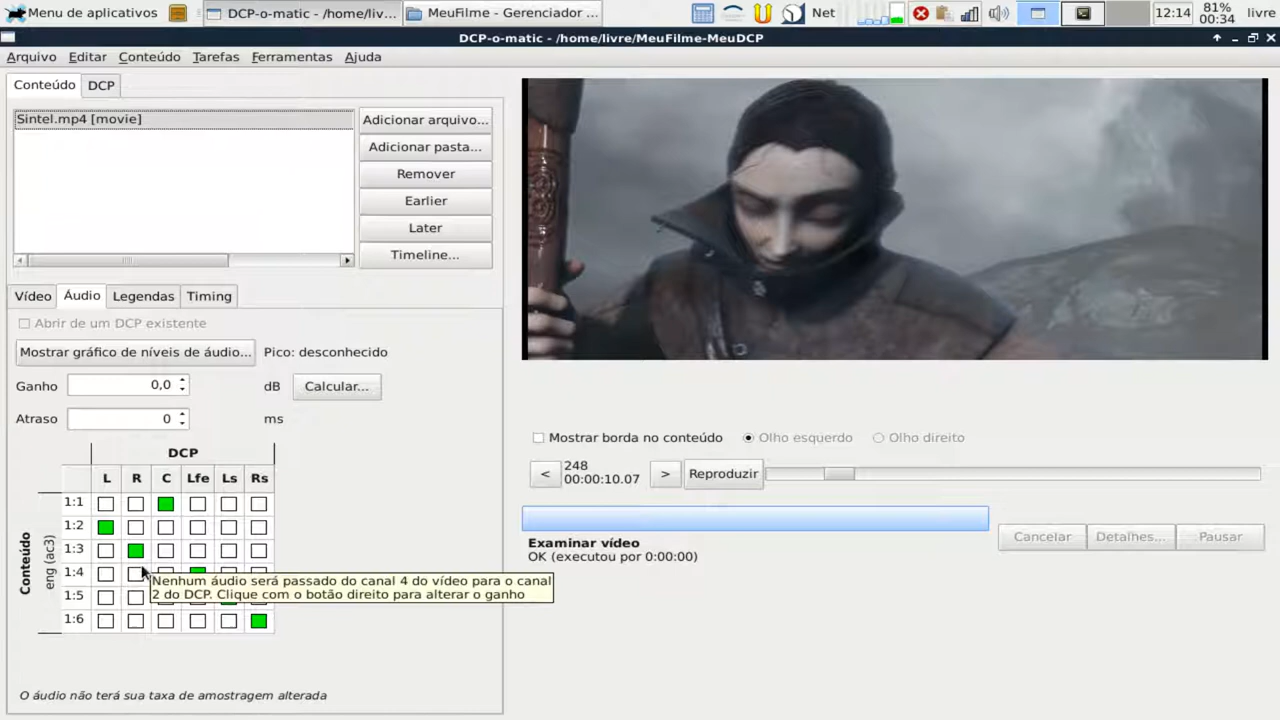 Menu de aplicativos
DCP-o-matic - /home/liv...
MeuFilme - Gerenciador ...
Net
12:14
81%
00:34
livre
DCP-o-matic - /home/livre/MeuFilme-MeuDCP
Arquivo Editar Conteúdo Tarefas Ferramentas Ajuda
Conteúdo DCP
Sintel.mp4 [movie]
Adicionar arquivo...
Adicionar pasta...
Remover
Earlier
Later
Timeline...
Vídeo Áudio Legendas Timing
Abrir de um DCP existente
Mostrar gráfico de níveis de áudio... Pico: desconhecido
Ganho 0,0 dB Calcular...
Atraso 0 ms
DCP
L R C Lfe Ls Rs
Conteúdo
eng (ac3)
1:1
1:2
1:3
1:4
1:5
1:6
Nenhum áudio será passado do canal 4 do vídeo para o canal
2 do DCP. Clique com o botão direito para alterar o ganho
O áudio não terá sua taxa de amostragem alterada
Mostrar borda no conteúdo Olho esquerdo Olho direito
< 248
00:00:10.07 > Reproduzir
Examinar vídeo
OK (executou por 0:00:00)
Cancelar Detalhes... Pausar